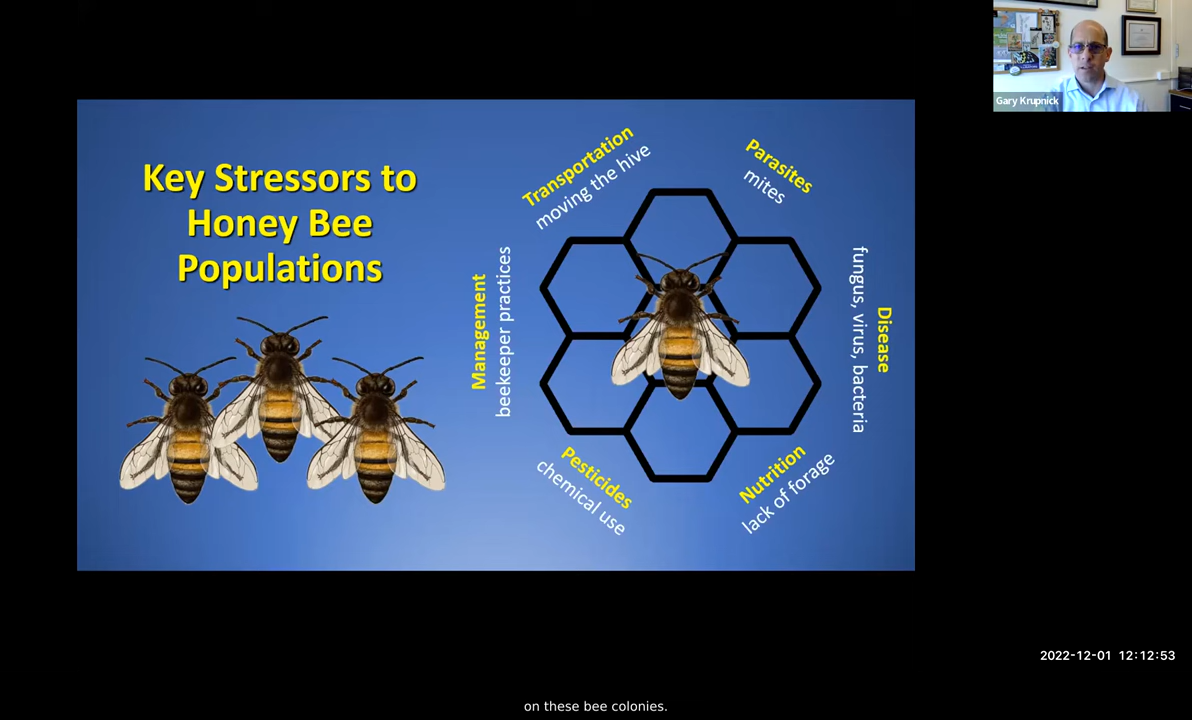 Key Stressors to
Honey Bee
Populations
Transportation
moving the hive
Parasites
mites
Disease
fungus, virus, bacteria
Nutrition
lack of forage
Pesticides
chemical use
Management
beekeeper practices
Gary Krupnick
2022-12-01 12:12:53
on these bee colonies.